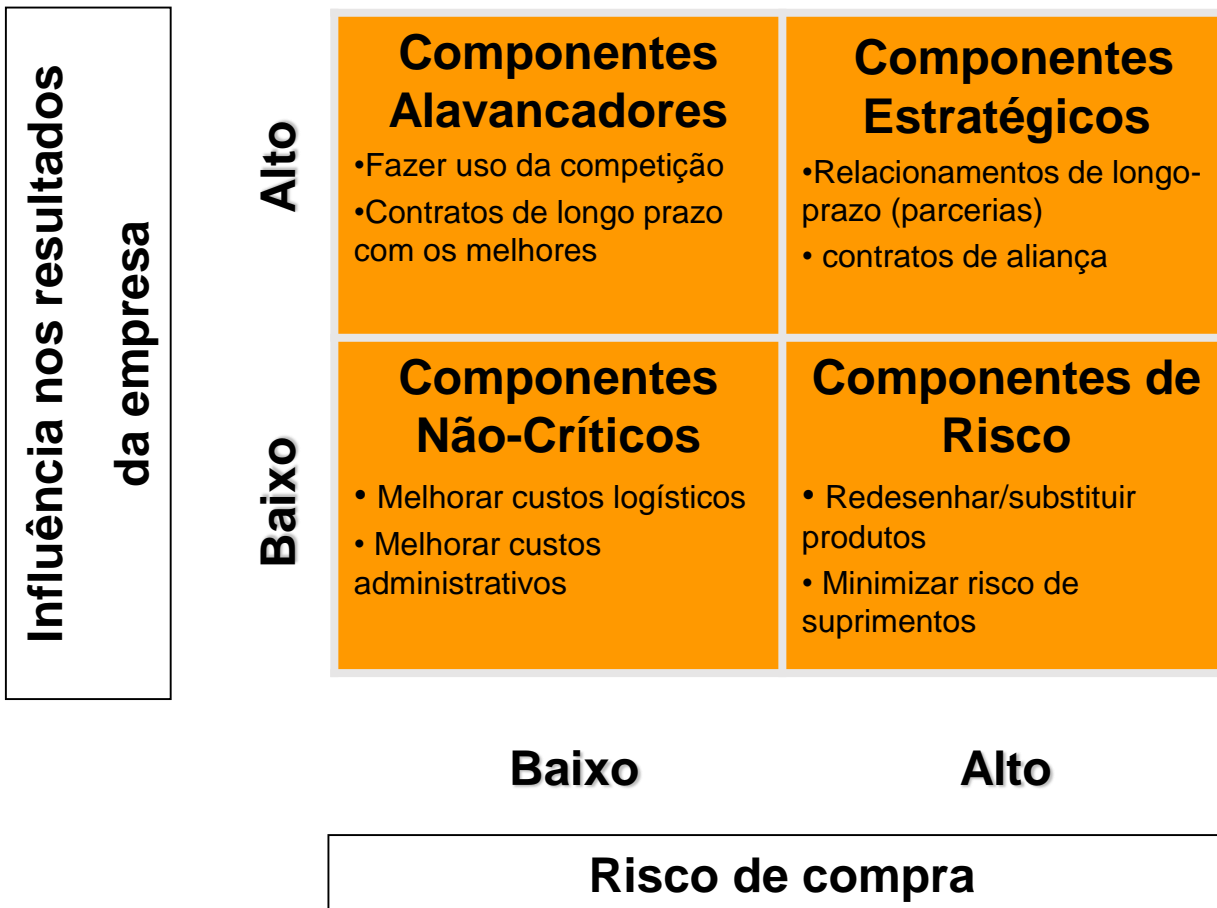 Influência nos resultados
da empresa
Alto
Componentes
Alavancadores
•Fazer uso da competição
•Contratos de longo prazo
com os melhores
Componentes
Estratégicos
•Relacionamentos de longo-
prazo (parcerias)
• contratos de aliança
Baixo
Componentes
Não-Críticos
• Melhorar custos logísticos
• Melhorar custos
administrativos
Componentes de
Risco
• Redesenhar/substituir
produtos
• Minimizar risco de
suprimentos
Baixo
Alto
Risco de compra